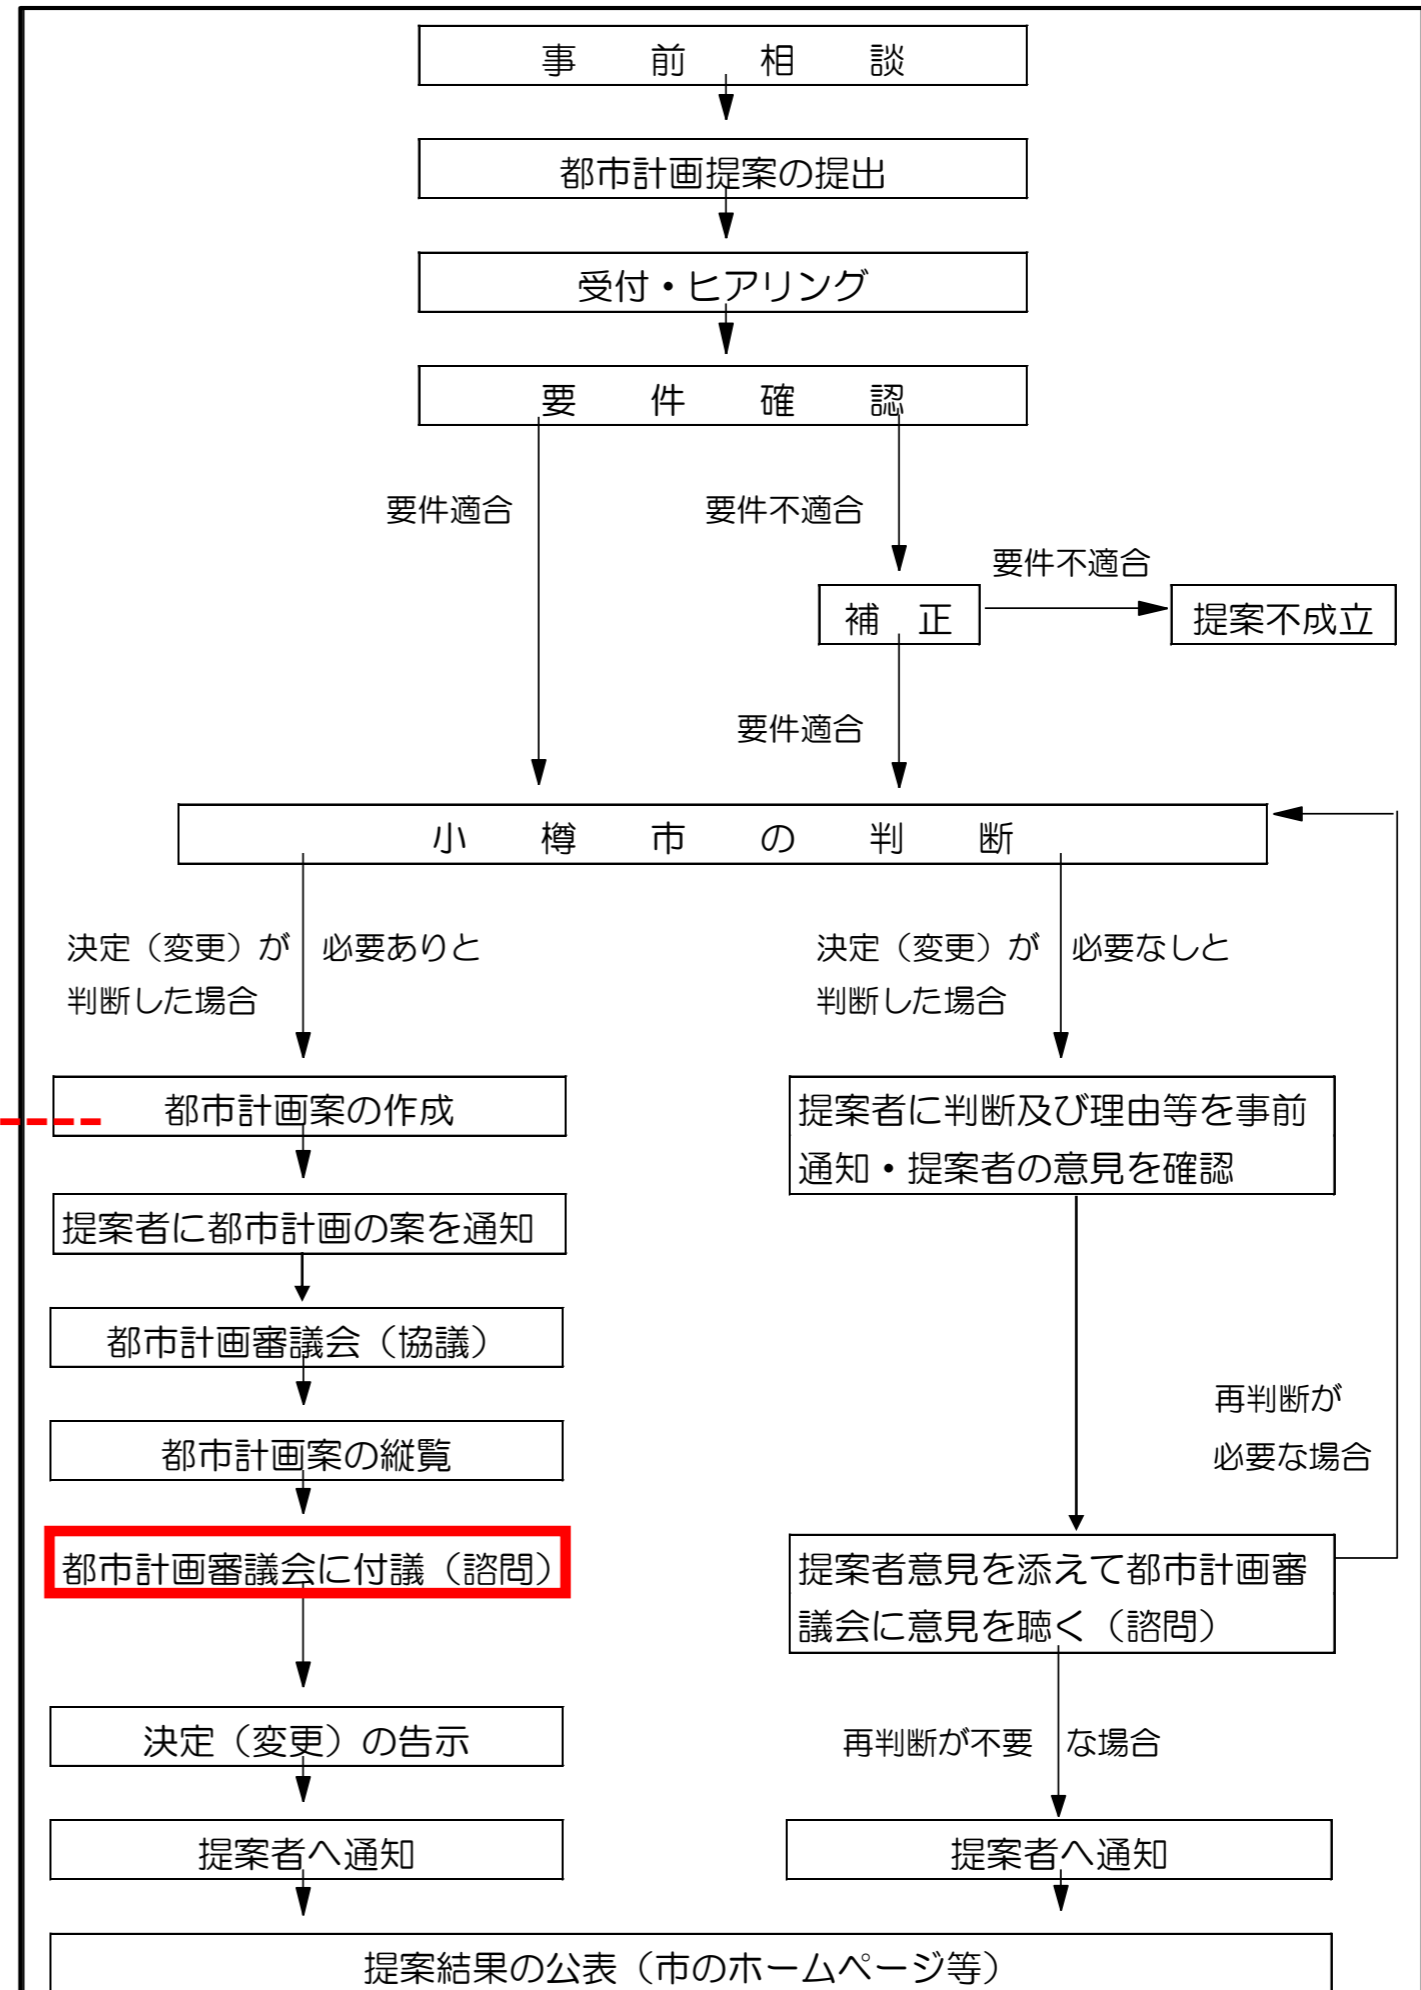 事前相談
都市計画提案の提出
受付・ヒアリング
要件確認
要件適合
要件不適合
要件不適合
補正
提案不成立
要件適合
小樽市の判断
決定（変更）が必要ありと
判断した場合
決定（変更）が必要なしと
判断した場合
都市計画案の作成
提案者に都市計画の案を通知
都市計画審議会（協議）
都市計画案の縦覧
都市計画審議会に付議（諮問）
決定（変更）の告示
提案者へ通知
提案者に判断及び理由等を事前
通知・提案者の意見を確認
再判断が
必要な場合
提案者意見を添えて都市計画審
議会に意見を聴く（諮問）
再判断が不要な場合
提案者へ通知
提案結果の公表（市のホームページ等）